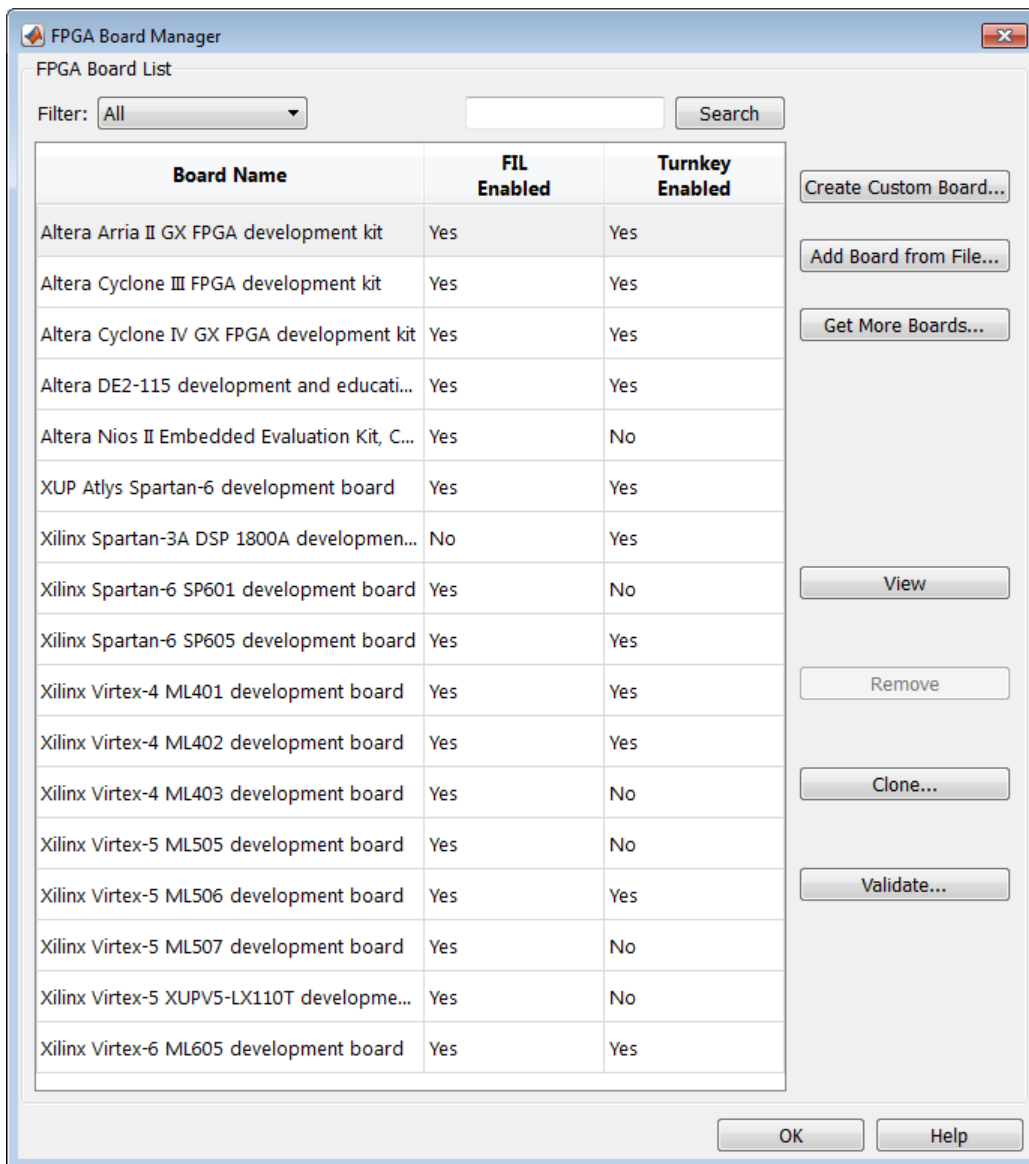 FPGA Board Manager
FPGA Board List
Filter: All Search
Board Name FIL Enabled Turnkey Enabled
Altera Arria II GX FPGA development kit Yes Yes
Altera Cyclone III FPGA development kit Yes Yes
Altera Cyclone IV GX FPGA development kit Yes Yes
Altera DE2-115 development and educati... Yes Yes
Altera Nios II Embedded Evaluation Kit, C... Yes No
XUP Atlys Spartan-6 development board Yes Yes
Xilinx Spartan-3A DSP 1800A developmen... No Yes
Xilinx Spartan-6 SP601 development board Yes No
Xilinx Spartan-6 SP605 development board Yes Yes
Xilinx Virtex-4 ML401 development board Yes Yes
Xilinx Virtex-4 ML402 development board Yes Yes
Xilinx Virtex-4 ML403 development board Yes No
Xilinx Virtex-5 ML505 development board Yes No
Xilinx Virtex-5 ML506 development board Yes Yes
Xilinx Virtex-5 ML507 development board Yes No
Xilinx Virtex-5 XUPV5-LX110T developme... Yes No
Xilinx Virtex-6 ML605 development board Yes Yes
Create Custom Board...
Add Board from File...
Get More Boards...
View
Remove
Clone...
Validate...
OK Help